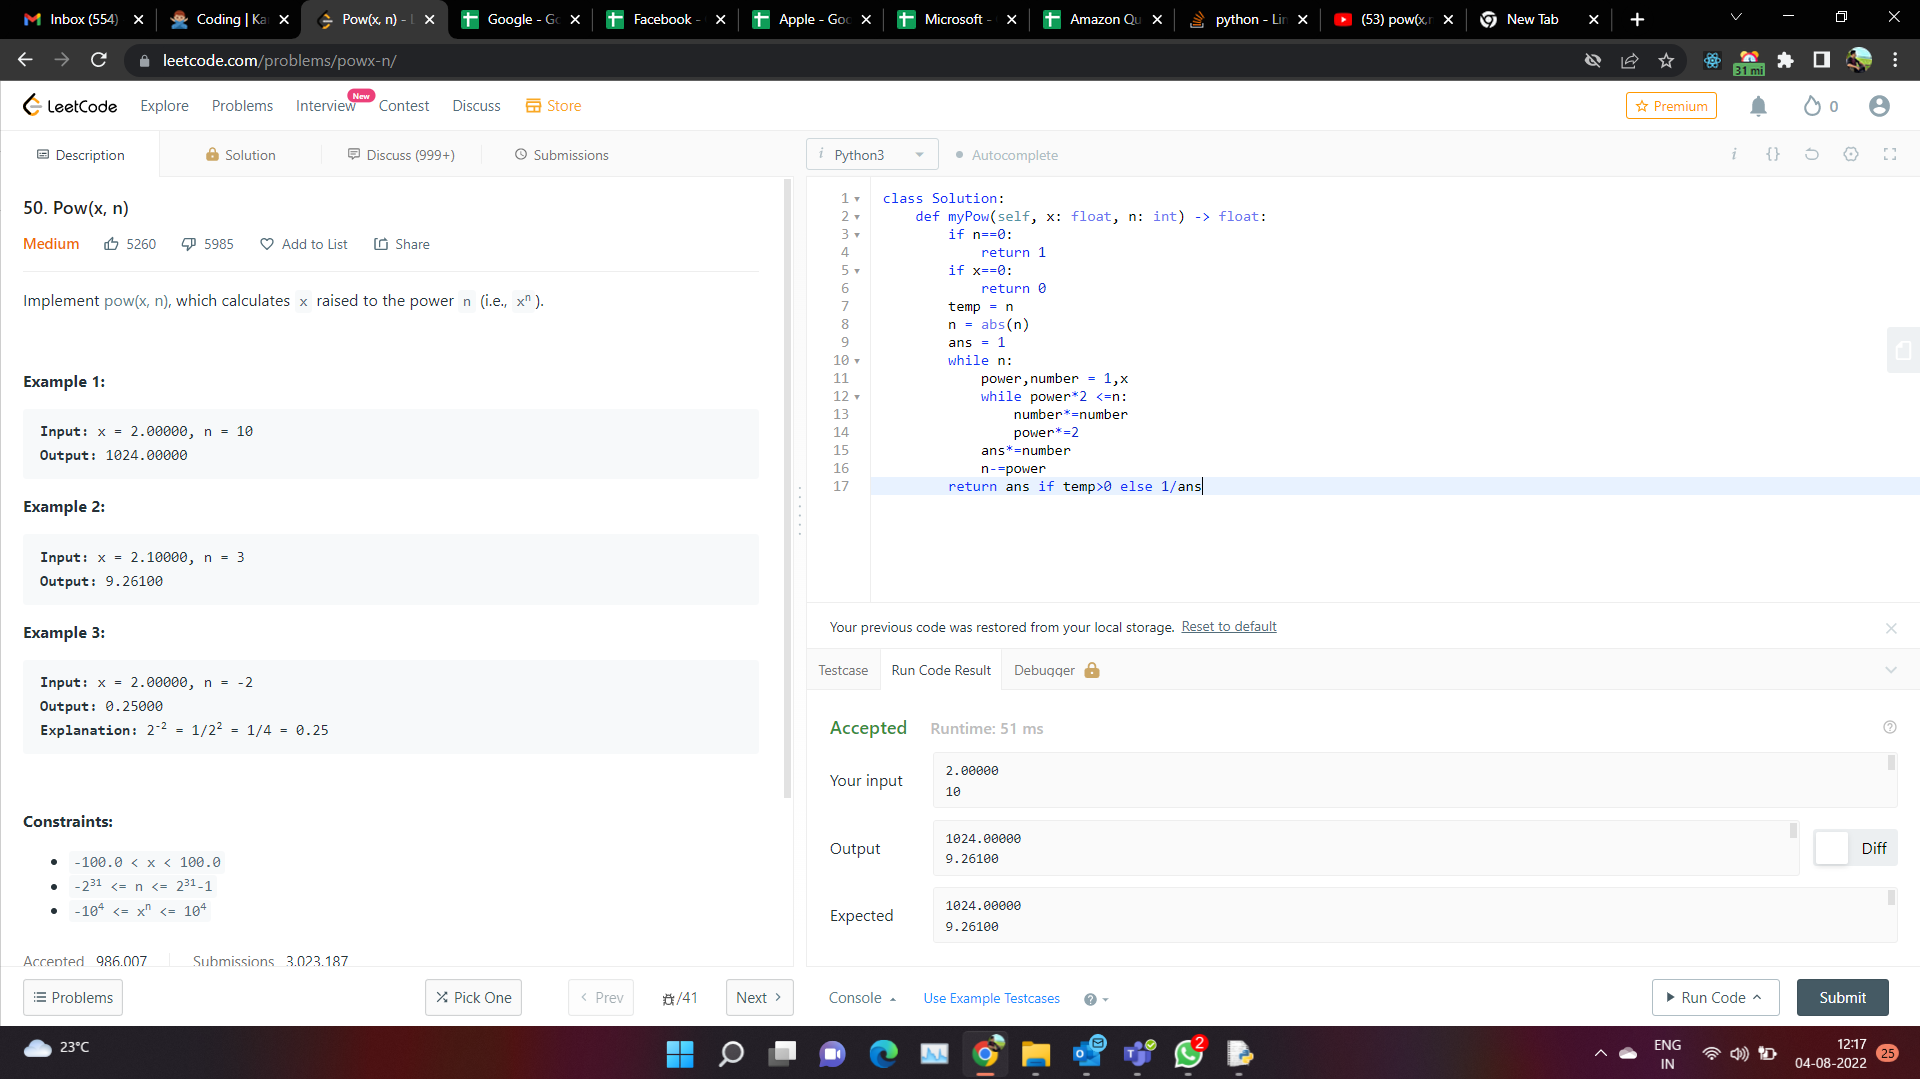 Inbox (554)
Coding | Ka
Pow(x, n) - L
Google - Go
Facebook -
Apple - Goo
Microsoft -
Amazon Qu
python - Lin
(53) pow(x,n
New Tab
leetcode.com/problems/powx-n/
31 mi
LeetCode
Explore
Problems
Interview
New
Contest
Discuss
Store
Premium
0
Description
Solution
Discuss (999+)
Submissions
i Python3
Autocomplete
i {}
50. Pow(x, n)
Medium 5260 5985 Add to List Share
Implement pow(x, n), which calculates x raised to the power n (i.e., xⁿ).
Example 1:
Input: x = 2.00000, n = 10
Output: 1024.00000
Example 2:
Input: x = 2.10000, n = 3
Output: 9.26100
Example 3:
Input: x = 2.00000, n = -2
Output: 0.25000
Explanation: 2⁻² = 1/2² = 1/4 = 0.25
Constraints:
-100.0 < x < 100.0
-2³¹ <= n <= 2³¹-1
-10⁴ <= xⁿ <= 10⁴
Accepted 986,007 Submissions 3,023,187
Problems
Pick One
Prev
/41
Next
1 class Solution:
2 def myPow(self, x: float, n: int) -> float:
3 if n==0:
4 return 1
5 if x==0:
6 return 0
7 temp = n
8 n = abs(n)
9 ans = 1
10 while n:
11 power,number = 1,x
12 while power*2 <=n:
13 number*=number
14 power*=2
15 ans*=number
16 n-=power
17 return ans if temp>0 else 1/ans
Your previous code was restored from your local storage. Reset to default
Testcase
Run Code Result
Debugger
Accepted Runtime: 51 ms
Your input
2.00000
10
Output
1024.00000
9.26100
Diff
Expected
1024.00000
9.26100
Console
Use Example Testcases
Run Code
Submit
23°C
2
ENG
IN
12:17
04-08-2022
25